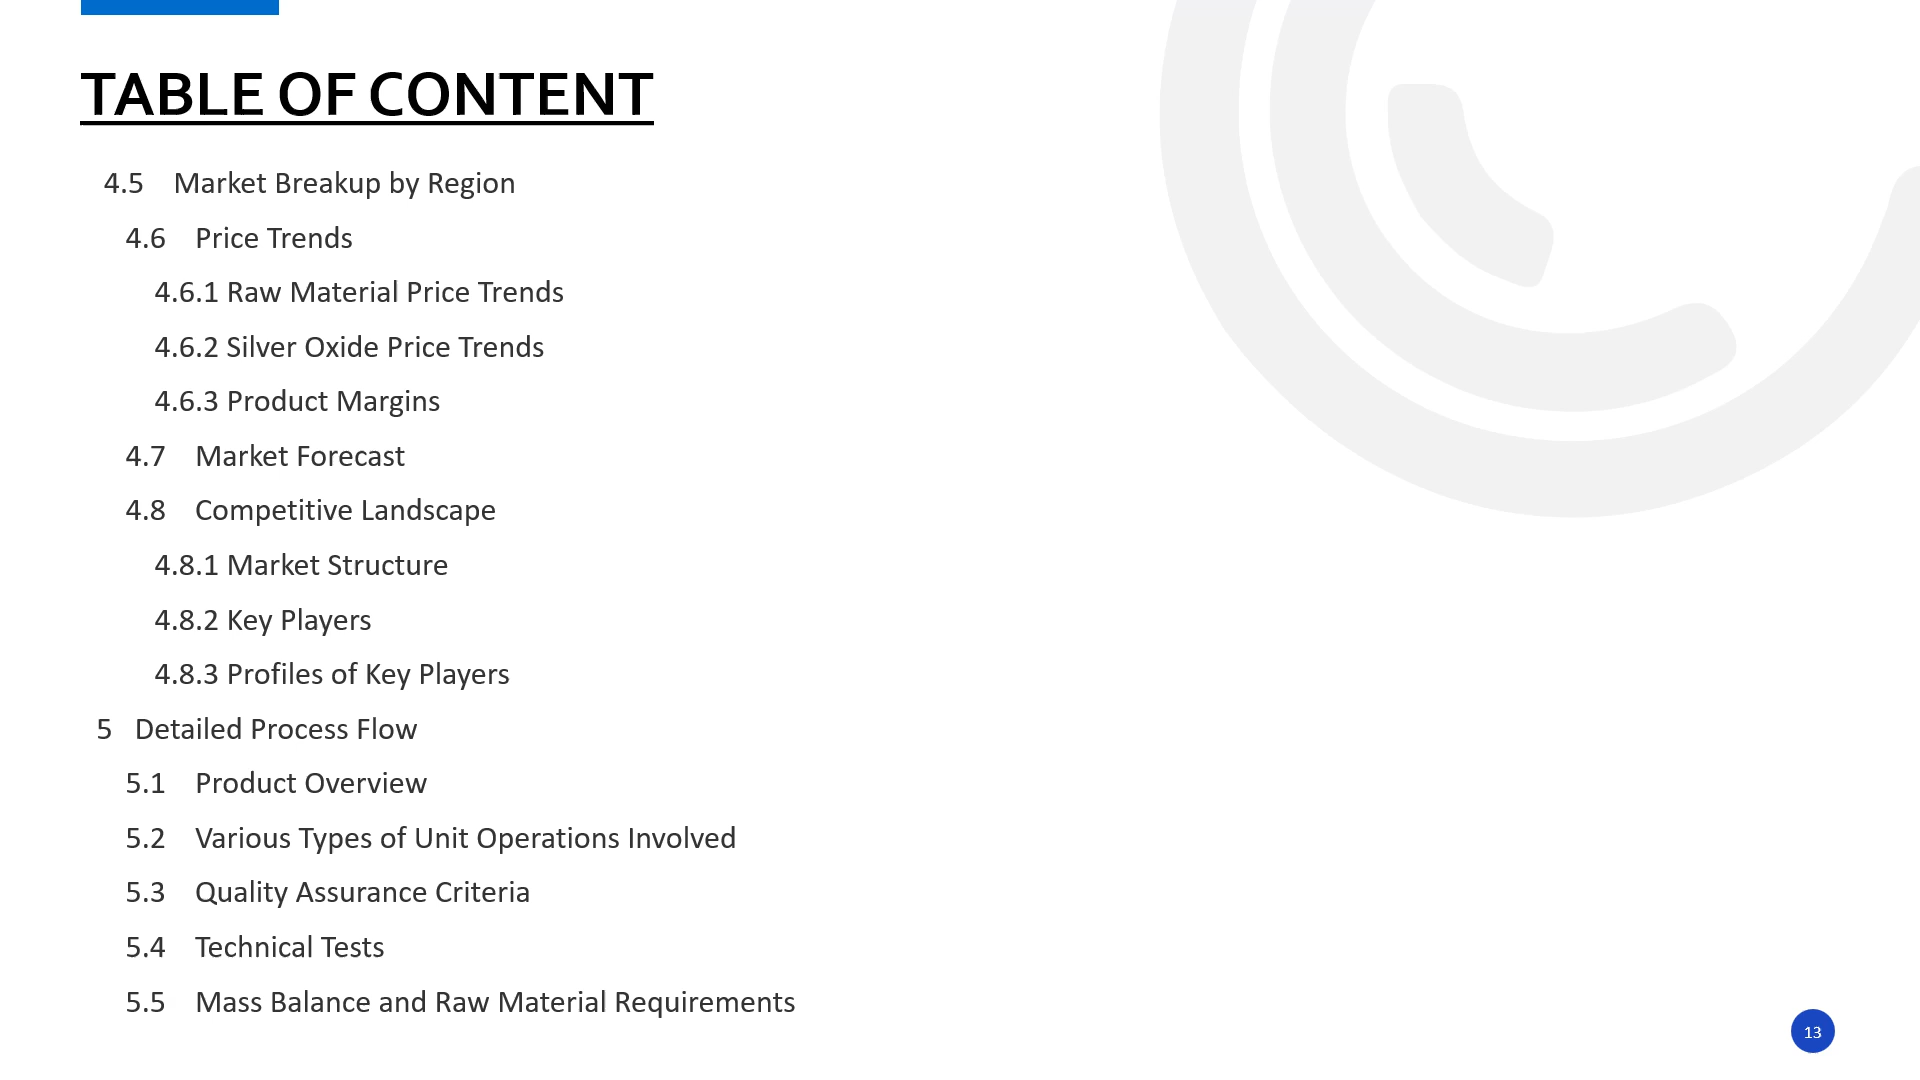 TABLE OF CONTENT
4.5 Market Breakup by Region
4.6 Price Trends
4.6.1 Raw Material Price Trends
4.6.2 Silver Oxide Price Trends
4.6.3 Product Margins
4.7 Market Forecast
4.8 Competitive Landscape
4.8.1 Market Structure
4.8.2 Key Players
4.8.3 Profiles of Key Players
5 Detailed Process Flow
5.1 Product Overview
5.2 Various Types of Unit Operations Involved
5.3 Quality Assurance Criteria
5.4 Technical Tests
5.5 Mass Balance and Raw Material Requirements
13